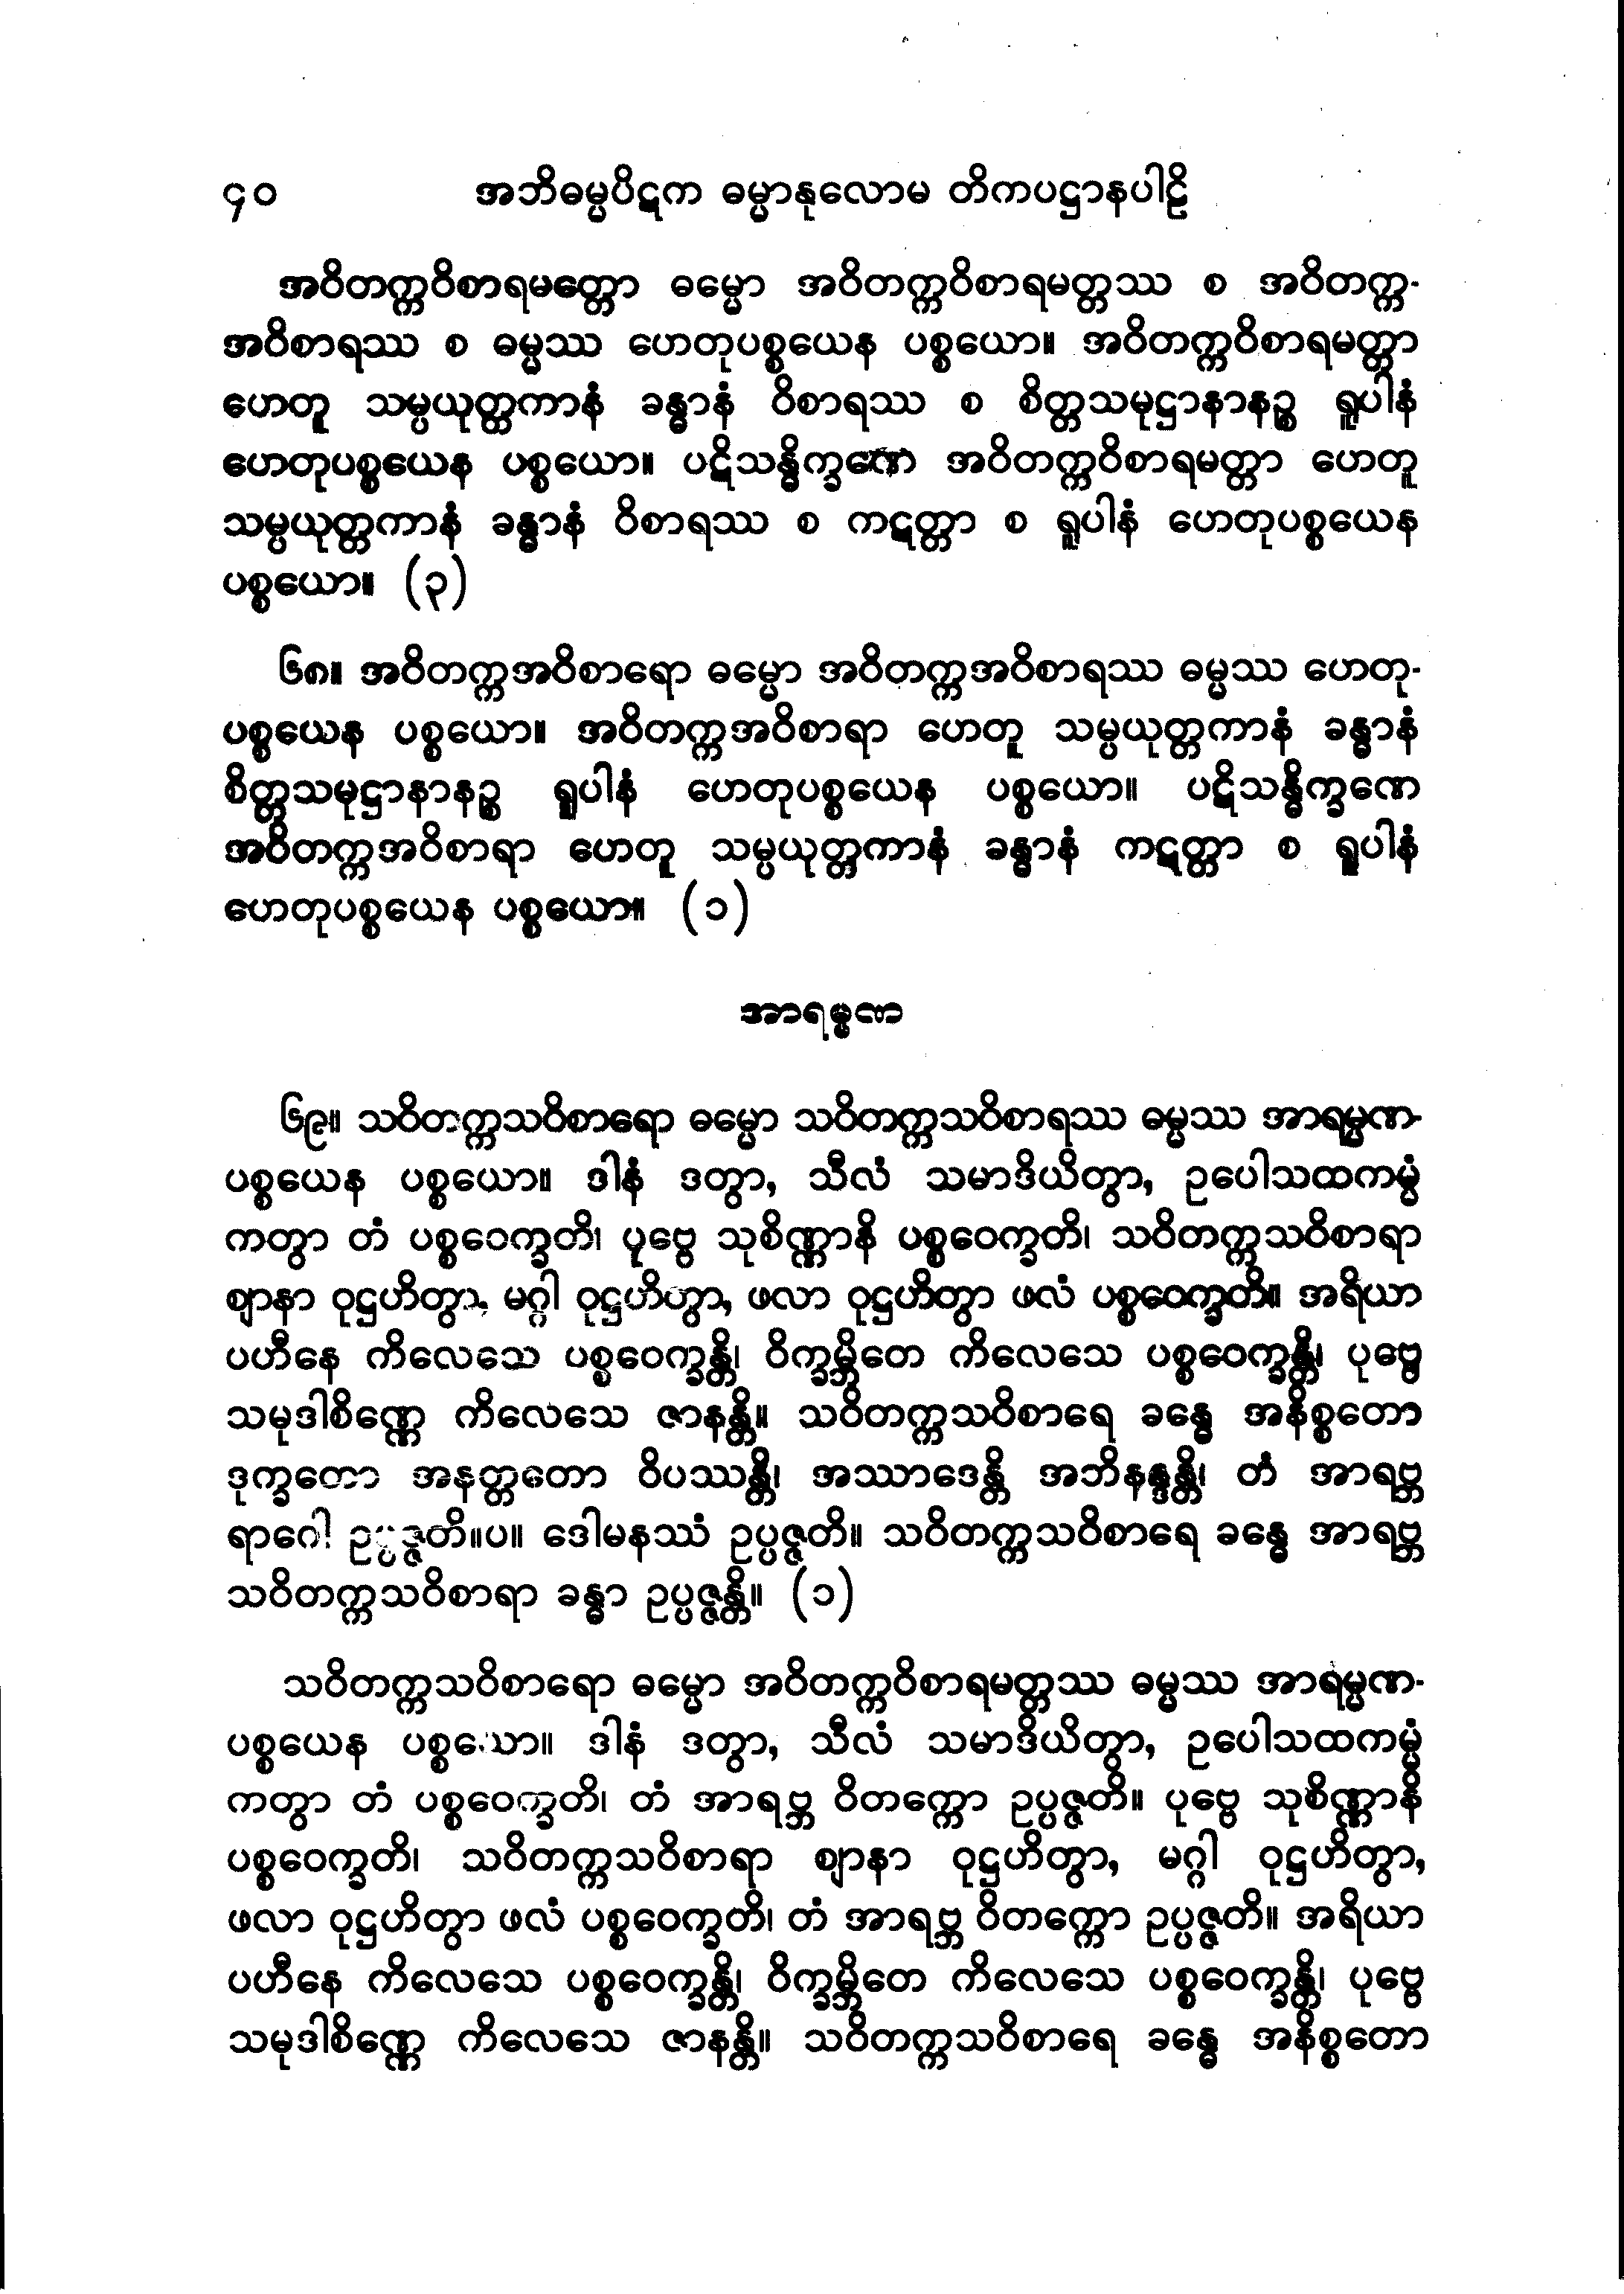 ၄၀ အဘိဓမ္မပိဋက ဓမ္မာနုလောမ တိကပဋ္ဌာနပါဠိ
အဝိတက္ကဝိစာရမတ္တော ဓမ္မော အဝိတက္ကဝိစာရမတ္တဿ စ အဝိတက္က-
အဝိစာရဿ စ ဓမ္မဿ ဟေတုပစ္စယေန ပစ္စယော။ အဝိတက္ကဝိစာရမတ္တာ
ဟေတူ သမ္ပယုတ္တကာနံ ခန္ဓာနံ ဝိစာရဿ စ စိတ္တသမုဋ္ဌာနာနဉ္စ ရူပါနံ
ဟေတုပစ္စယေန ပစ္စယော။ ပဋိသန္ဓိက္ခဏေ အဝိတက္ကဝိစာရမတ္တာ ဟေတူ
သမ္ပယုတ္တကာနံ ခန္ဓာနံ ဝိစာရဿ စ ကဋတ္တာ စ ရူပါနံ ဟေတုပစ္စယေန
ပစ္စယော။ (၃)
၆၈။ အဝိတက္ကအဝိစာရော ဓမ္မော အဝိတက္ကအဝိစာရဿ ဓမ္မဿ ဟေတု-
ပစ္စယေန ပစ္စယော။ အဝိတက္ကအဝိစာရာ ဟေတူ သမ္ပယုတ္တကာနံ ခန္ဓာနံ
စိတ္တသမုဋ္ဌာနာနဉ္စ ရူပါနံ ဟေတုပစ္စယေန ပစ္စယော။ ပဋိသန္ဓိက္ခဏေ
အဝိတက္ကအဝိစာရာ ဟေတူ သမ္ပယုတ္တကာနံ ခန္ဓာနံ ကဋတ္တာ စ ရူပါနံ
ဟေတုပစ္စယေန ပစ္စယော။ (၁)
အာရမ္မဏ
၆၉။ သဝိတက္ကသဝိစာရော ဓမ္မော သဝိတက္ကသဝိစာရဿ ဓမ္မဿ အာရမ္မဏ-
ပစ္စယေန ပစ္စယော။ ဒါနံ ဒတွာ, သီလံ သမာဒိယိတွာ, ဥပေါသထကမ္မံ
ကတွာ တံ ပစ္စဝေက္ခတိ၊ ပုဗ္ဗေ သုစိဏ္ဏာနိ ပစ္စဝေက္ခတိ၊ သဝိတက္ကသဝိစာရာ
ဈာနာ ဝုဋ္ဌဟိတွာ, မဂ္ဂါ ဝုဋ္ဌဟိတွာ, ဖလာ ဝုဋ္ဌဟိတွာ ဖလံ ပစ္စဝေက္ခတိ။ အရိယာ
ပဟီနေ ကိလေသေ ပစ္စဝေက္ခန္တိ၊ ဝိက္ခမ္ဘိတေ ကိလေသေ ပစ္စဝေက္ခန္တိ၊ ပုဗ္ဗေ
သမုဒါစိဏ္ဏေ ကိလေသေ ဇာနန္တိ။ သဝိတက္ကသဝိစာရေ ခန္ဓေ အနိစ္စတော
ဒုက္ခတော အနတ္တတော ဝိပဿန္တိ၊ အဿာဒေန္တိ အဘိနန္ဒန္တိ၊ တံ အာရဗ္ဘ
ရာဂေါ ဥပ္ပဇ္ဇတိ။ပ။ ဒေါမနဿံ ဥပ္ပဇ္ဇတိ။ သဝိတက္ကသဝိစာရေ ခန္ဓေ အာရဗ္ဘ
သဝိတက္ကသဝိစာရာ ခန္ဓာ ဥပ္ပဇ္ဇန္တိ။ (၁)
သဝိတက္ကသဝိစာရော ဓမ္မော အဝိတက္ကဝိစာရမတ္တဿ ဓမ္မဿ အာရမ္မဏ-
ပစ္စယေန ပစ္စယော။ ဒါနံ ဒတွာ, သီလံ သမာဒိယိတွာ, ဥပေါသထကမ္မံ
ကတွာ တံ ပစ္စဝေက္ခတိ၊ တံ အာရဗ္ဘ ဝိတက္ကော ဥပ္ပဇ္ဇတိ။ ပုဗ္ဗေ သုစိဏ္ဏာနိ
ပစ္စဝေက္ခတိ၊ သဝိတက္ကသဝိစာရာ ဈာနာ ဝုဋ္ဌဟိတွာ, မဂ္ဂါ ဝုဋ္ဌဟိတွာ,
ဖလာ ဝုဋ္ဌဟိတွာ ဖလံ ပစ္စဝေက္ခတိ၊ တံ အာရဗ္ဘ ဝိတက္ကော ဥပ္ပဇ္ဇတိ။ အရိယာ
ပဟီနေ ကိလေသေ ပစ္စဝေက္ခန္တိ၊ ဝိက္ခမ္ဘိတေ ကိလေသေ ပစ္စဝေက္ခန္တိ၊ ပုဗ္ဗေ
သမုဒါစိဏ္ဏေ ကိလေသေ ဇာနန္တိ။ သဝိတက္ကသဝိစာရေ ခန္ဓေ အနိစ္စတော